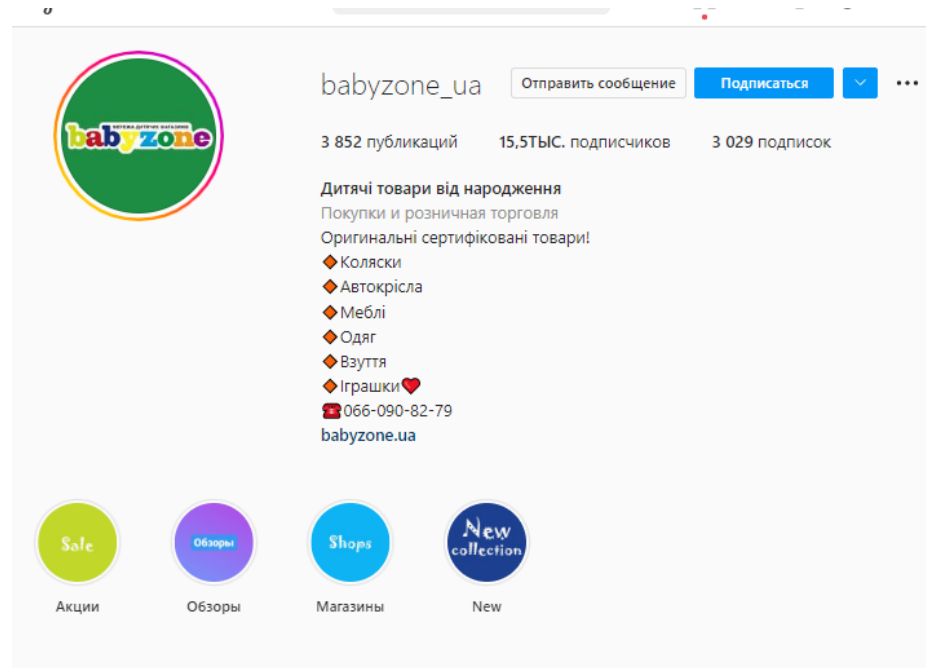 babyzone_ua Отправить сообщение Подписаться
МЕРЕЖА ДИТЯЧИХ МАГАЗИНІВ
babyzone
3 852 публикаций 15,5ТЫС. подписчиков 3 029 подписок
Дитячі товари від народження
Покупки и розничная торговля
Оригинальні сертифіковані товари!
Коляски
Автокрісла
Меблі
Одяг
Взуття
Іграшки
066-090-82-79
babyzone.ua
Sale
Обзоры
Shops
New
collection
Акции Обзоры Магазины New